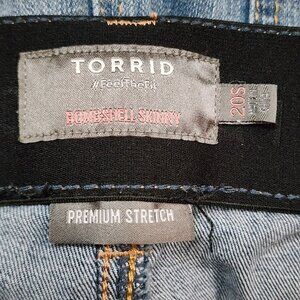 TORRID
#FeelTheFit
BOMBSHELL SKINNY
20S
PREMIUM STRETCH